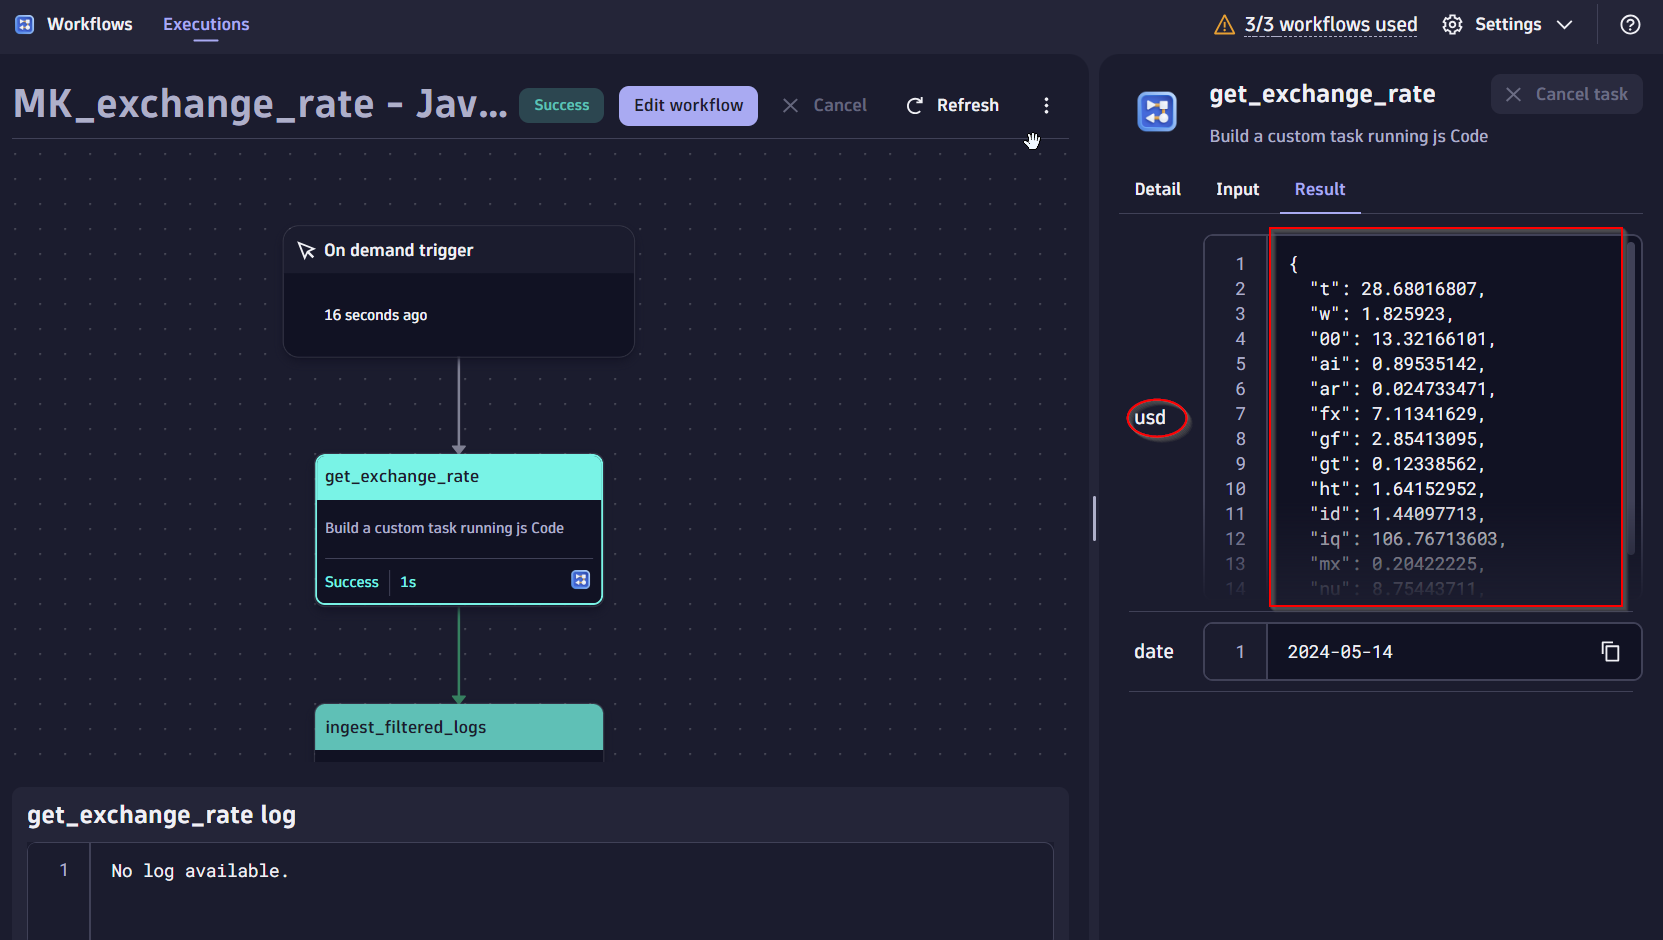 Workflows
Executions
3/3 workflows used
Settings
MK_exchange_rate - Jav...
Success
Edit workflow
Cancel
Refresh
On demand trigger
16 seconds ago
get_exchange_rate
Build a custom task running js Code
Success
1s
ingest_filtered_logs
get_exchange_rate log
1 No log available.
get_exchange_rate
Cancel task
Build a custom task running js Code
Detail
Input
Result
usd
1 {
2 "t": 28.68016807,
3 "w": 1.825923,
4 "00": 13.32166101,
5 "ai": 0.89535142,
6 "ar": 0.024733471,
7 "fx": 7.11341629,
8 "gf": 2.85413095,
9 "gt": 0.12338562,
10 "ht": 1.64152952,
11 "id": 1.44097713,
12 "iq": 106.76713603,
13 "mx": 0.20422225,
14 "nu": 8.75443711,
date
1 2024-05-14